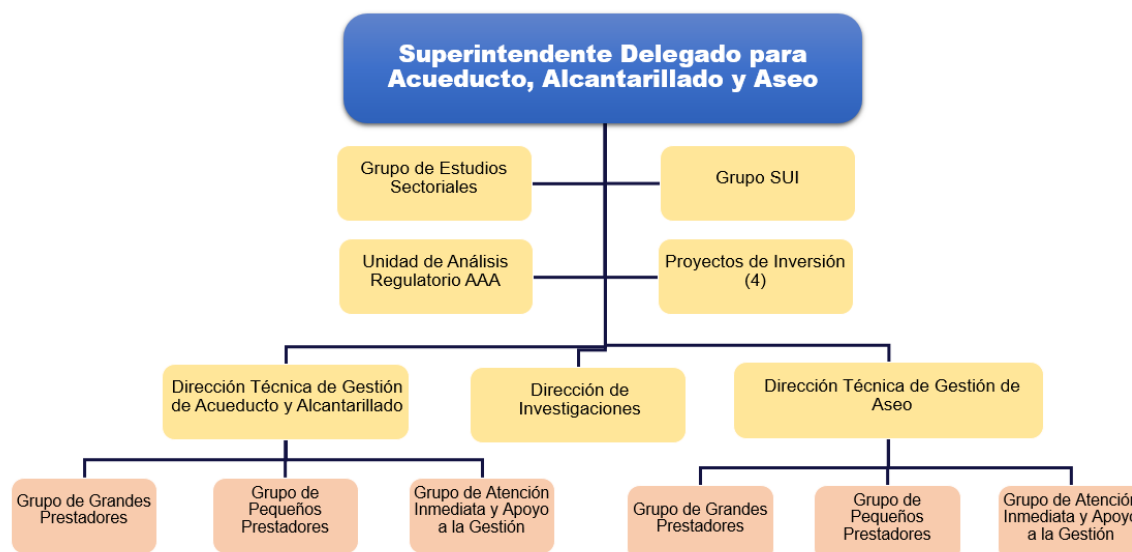 Superintendente Delegado para
Acueducto, Alcantarillado y Aseo
Grupo de Estudios
Sectoriales
Grupo SUI
Unidad de Análisis
Regulatorio AAA
Proyectos de Inversión
(4)
Dirección Técnica de Gestión
de Acueducto y Alcantarillado
Dirección de
Investigaciones
Dirección Técnica de Gestión de
Aseo
Grupo de Grandes
Prestadores
Grupo de
Pequeños
Prestadores
Grupo de Atención
Inmediata y Apoyo
a la Gestión
Grupo de Grandes
Prestadores
Grupo de
Pequeños
Prestadores
Grupo de Atención
Inmediata y Apoyo
a la Gestión